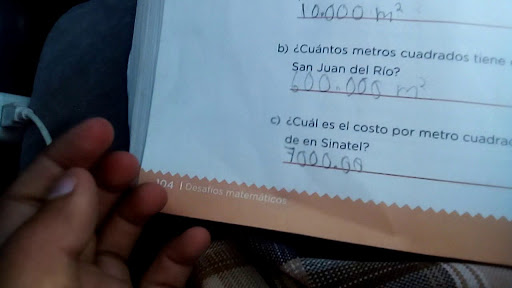 10.000 m²
b) ¿Cuántos metros cuadrados tiene
San Juan del Río?
600.000 m²
c) ¿Cuál es el costo por metro cuadra
de en Sinatel?
7000.00
104 | Desafíos matemáticos